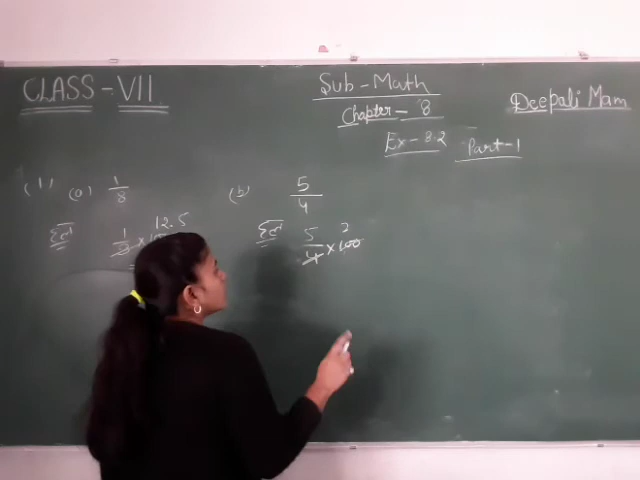 CLASS - VII
Sub - Math
Chapter - 8
Deepali Mam
Ex - 8.2 Part - 1
(1) (a) 1/8
(b) 5/4
Sol 1/8 × 12.5
Sol 5/4 × 100 2